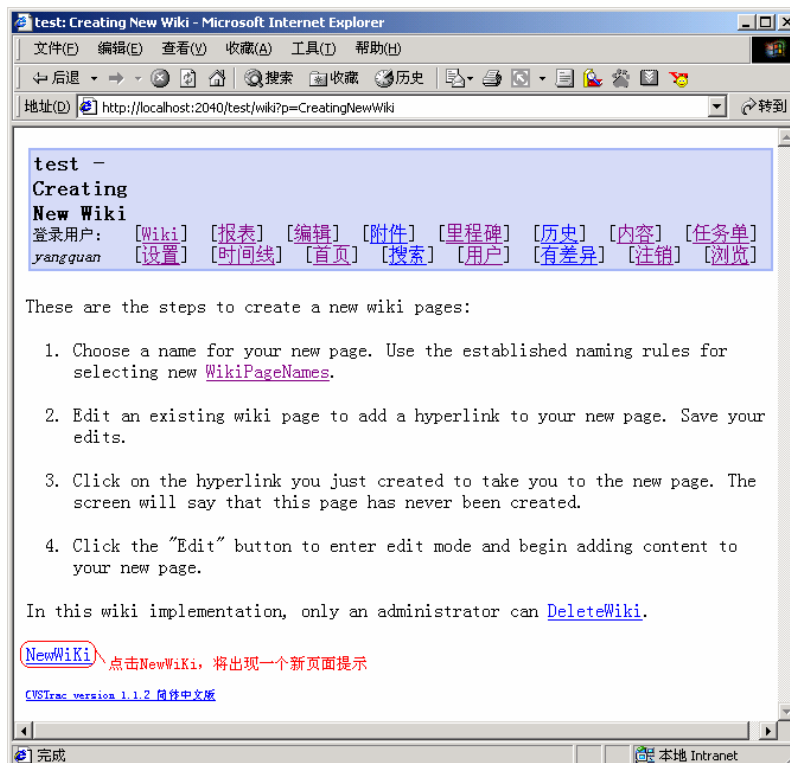 test: Creating New Wiki - Microsoft Internet Explorer
文件(F) 编辑(E) 查看(V) 收藏(A) 工具(T) 帮助(H)
后退 搜索 收藏 历史
地址(D) http://localhost:2040/test/wiki?p=CreatingNewWiki 转到
test -
Creating
New Wiki
登录用户: [Wiki] [报表] [编辑] [附件] [里程碑] [历史] [内容] [任务单]
yangquan [设置] [时间线] [首页] [搜索] [用户] [有差异] [注销] [浏览]
These are the steps to create a new wiki pages:
1. Choose a name for your new page. Use the established naming rules for
selecting new WikiPageNames.
2. Edit an existing wiki page to add a hyperlink to your new page. Save your
edits.
3. Click on the hyperlink you just created to take you to the new page. The
screen will say that this page has never been created.
4. Click the "Edit" button to enter edit mode and begin adding content to
your new page.
In this wiki implementation, only an administrator can DeleteWiki.
NewWiKi 点击NewWiKi，将出现一个新页面提示
CVSTrac version 1.1.2 简体中文版
完成 本地 Intranet